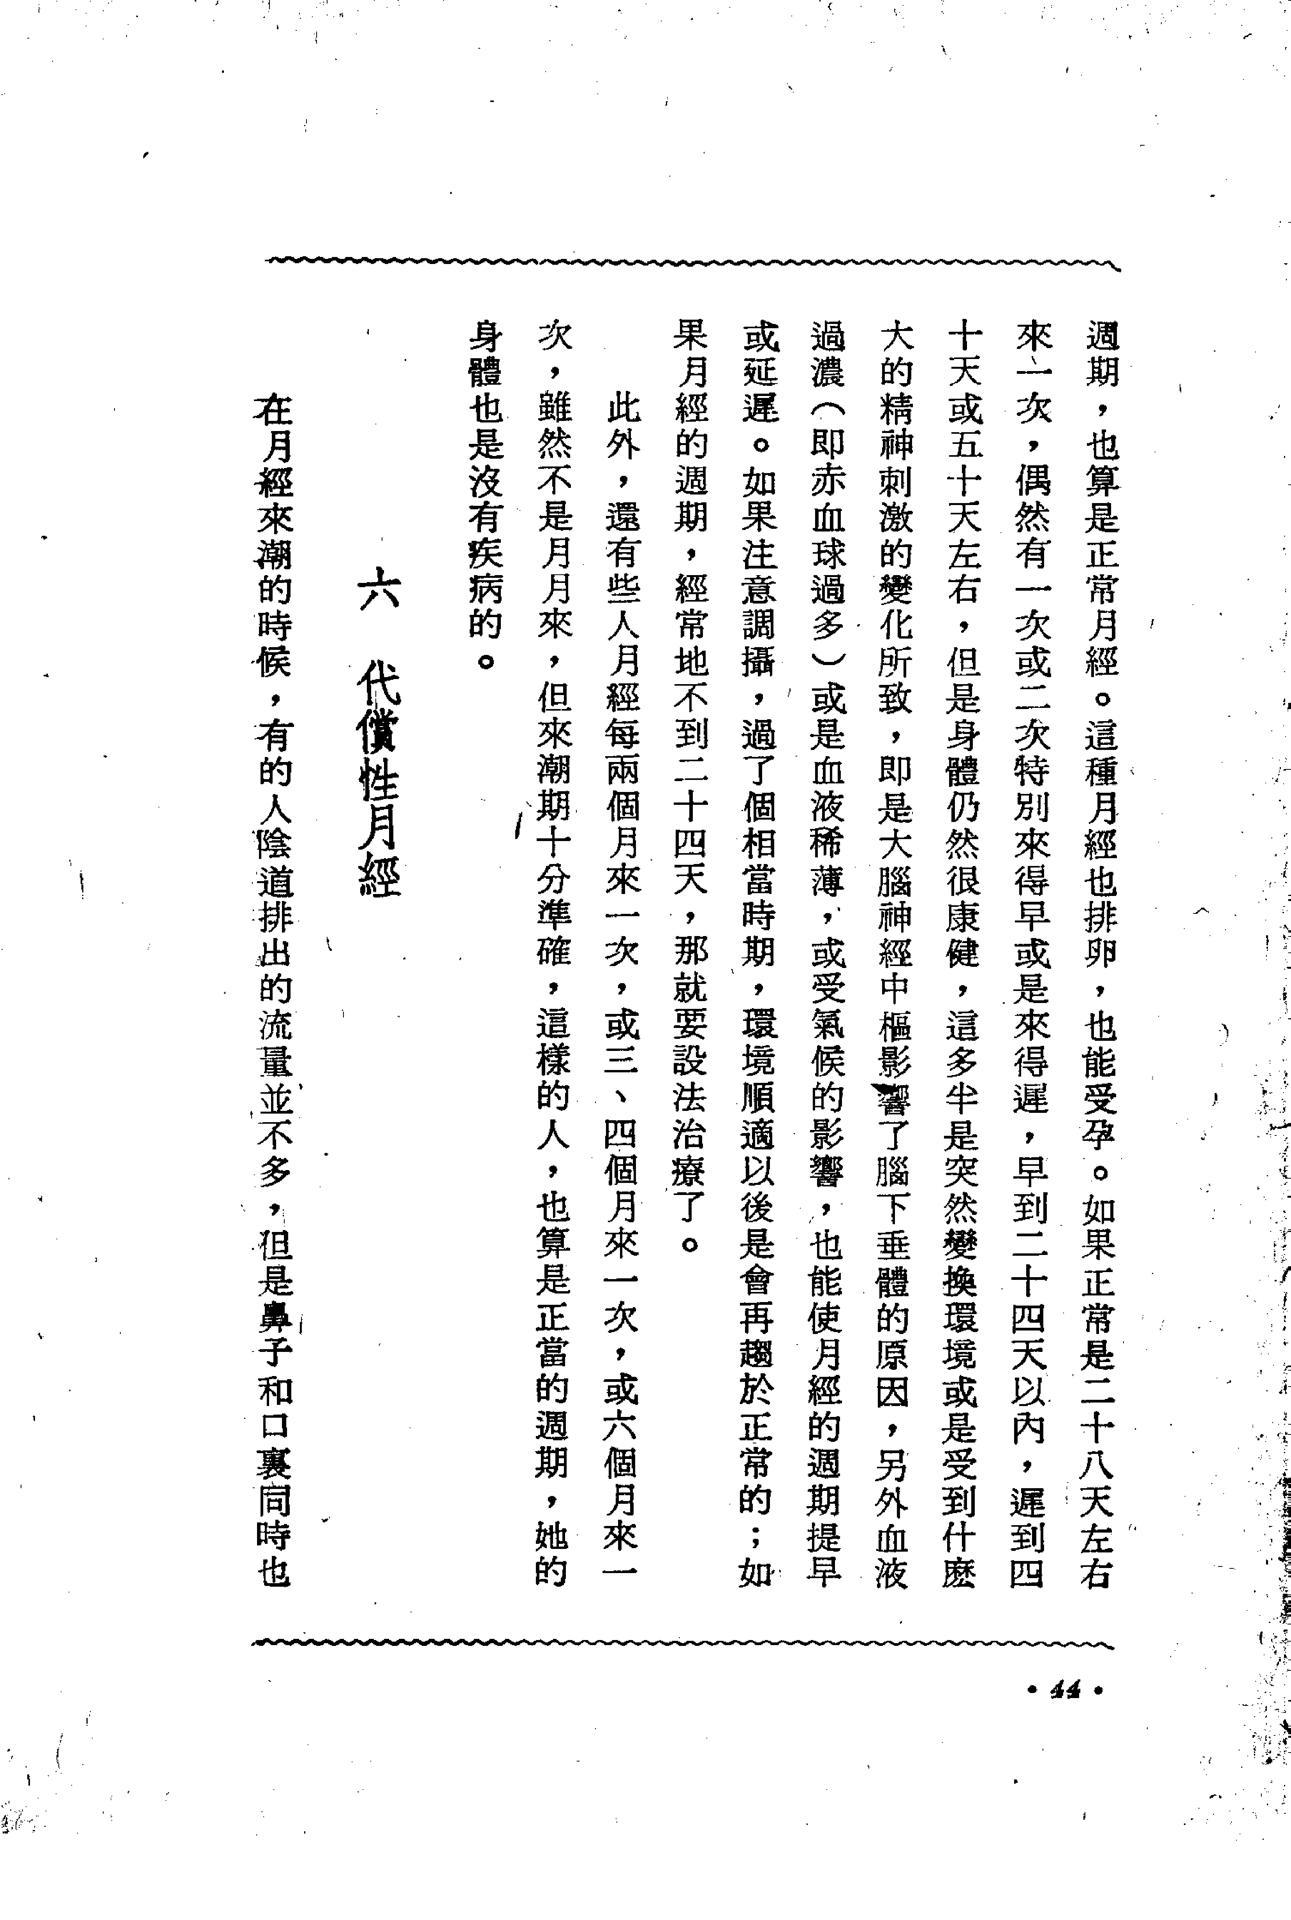 週期，也算是正常月經。這種月經也排卵，也能受孕。如果正常是二十八天左右
來一次，偶然有一次或二次特別來得早或是來得遲，早到二十四天以內，遲到四
十天或五十天左右，但是身體仍然很康健，這多半是突然變換環境或是受到什麽
大的精神刺激的變化所致，即是大腦神經中樞影響了腦下垂體的原因，另外血液
過濃（即赤血球過多）或是血液稀薄，或受氣候的影響，也能使月經的週期提早
或延遲。如果注意調攝，過了個相當時期，環境順適以後是會再趨於正常的；如
果月經的週期，經常地不到二十四天，那就要設法治療了。
此外，還有些人月經每兩個月來一次，或三、四個月來一次，或六個月來一
次，雖然不是月月來，但來潮期十分準確，這樣的人，也算是正當的週期，她的
身體也是沒有疾病的。
六　代償性月經
在月經來潮的時候，有的人陰道排出的流量並不多，但是鼻子和口裏同時也
•44•